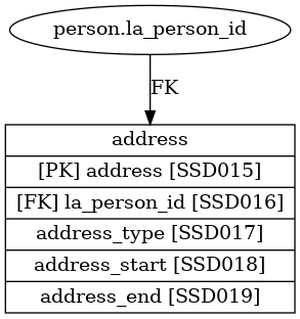 person.la_person_id
FK
address
[PK] address [SSD015]
[FK] la_person_id [SSD016]
address_type [SSD017]
address_start [SSD018]
address_end [SSD019]